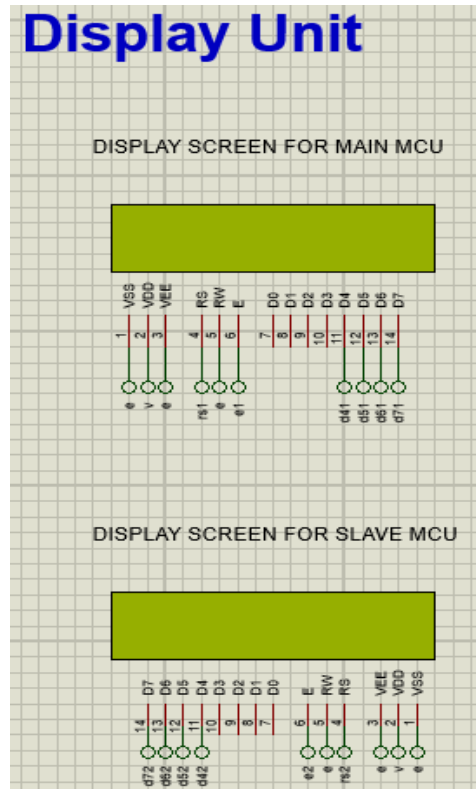 Display Unit
DISPLAY SCREEN FOR MAIN MCU
VSS VDD VEE RS RW E D0 D1 D2 D3 D4 D5 D6 D7
1 2 3 4 5 6 7 8 9 10 11 12 13 14
e v e rs1 e e1 d41 d51 d61 d71
DISPLAY SCREEN FOR SLAVE MCU
D7 D6 D5 D4 D3 D2 D1 D0 E RW RS VEE VDD VSS
14 13 12 11 10 9 8 7 6 5 4 3 2 1
d72 d62 d52 d42 e2 e rs2 e v e